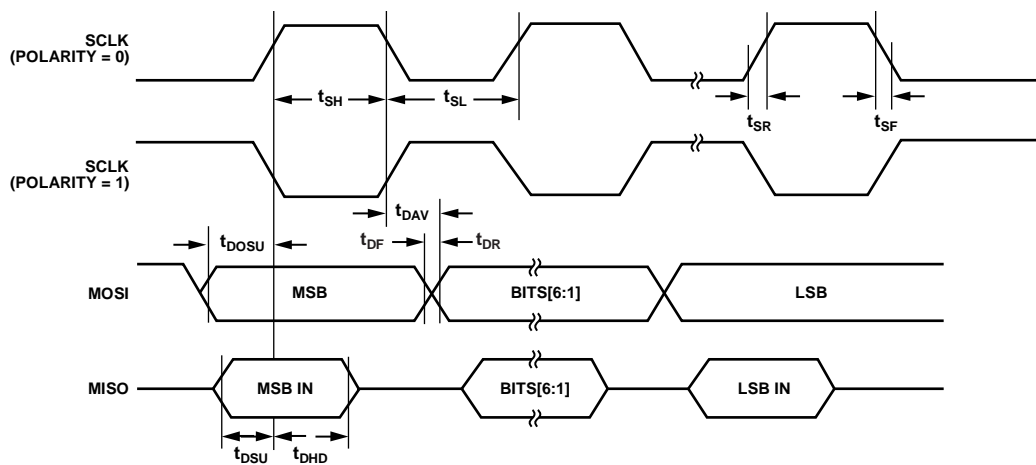 SCLK
(POLARITY = 0)
tSH
tSL
tSR
tSF
SCLK
(POLARITY = 1)
tDAV
tDOSU
tDF
tDR
MOSI
MSB
BITS[6:1]
LSB
MISO
MSB IN
BITS[6:1]
LSB IN
tDSU
tDHD